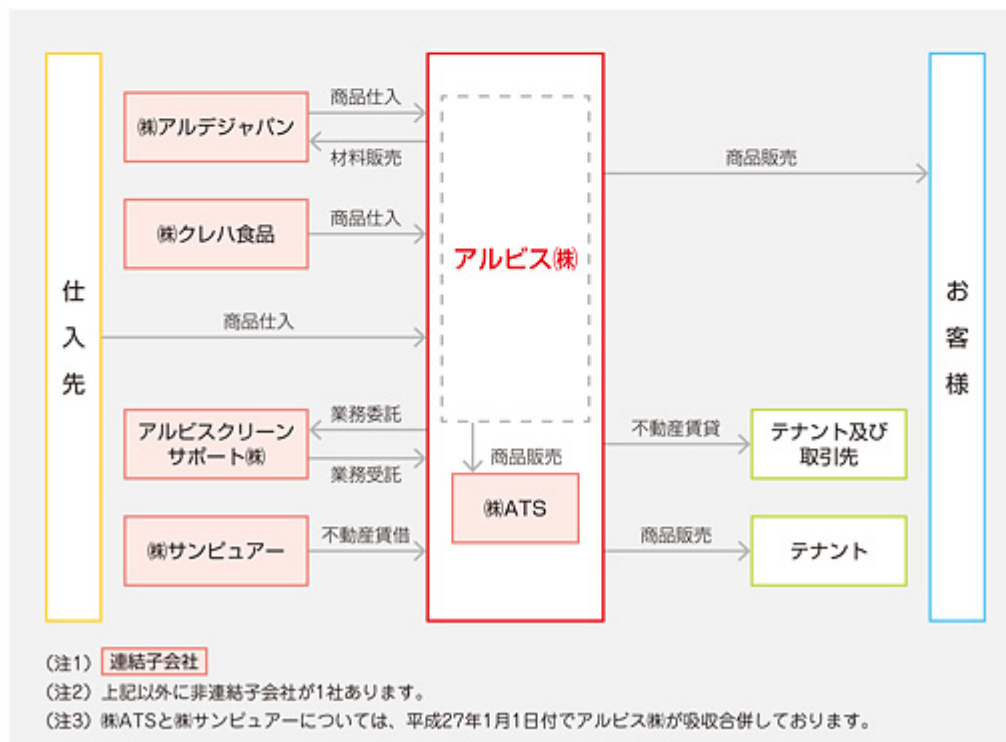 商品仕入
㈱アルデジャパン
材料販売
商品販売
商品仕入
㈱クレハ食品
アルビス㈱
仕入先
商品仕入
お客様
業務委託
アルビスクリーン
サポート㈱
業務受託
商品販売
㈱ATS
不動産賃貸
テナント及び
取引先
不動産賃借
㈱サンピュアー
商品販売
テナント
(注1) 連結子会社
(注2) 上記以外に非連結子会社が1社あります。
(注3) ㈱ATSと㈱サンピュアーについては、平成27年1月1日付でアルビス㈱が吸収合併しております。